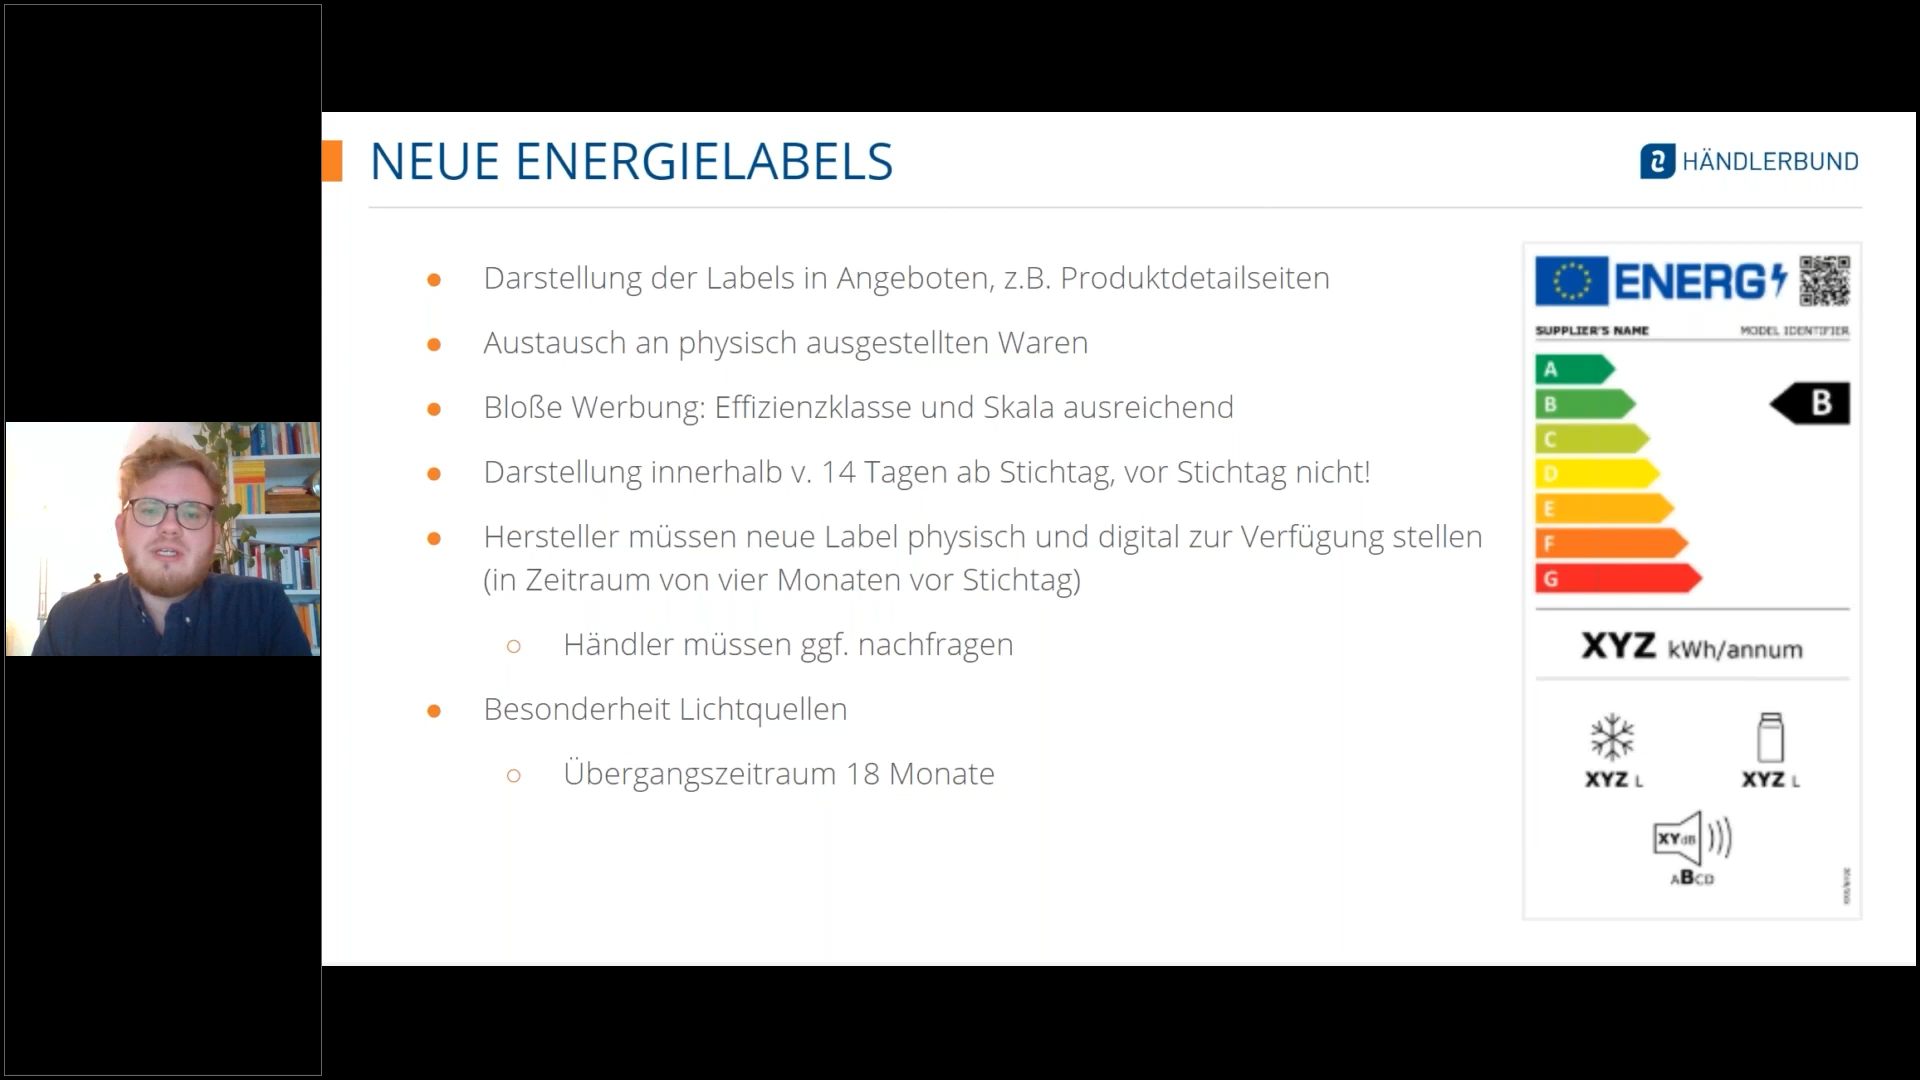 NEUE ENERGIELABELS
HÄNDLERBUND
Darstellung der Labels in Angeboten, z.B. Produktdetailseiten
Austausch an physisch ausgestellten Waren
Bloße Werbung: Effizienzklasse und Skala ausreichend
Darstellung innerhalb v. 14 Tagen ab Stichtag, vor Stichtag nicht!
Hersteller müssen neue Label physisch und digital zur Verfügung stellen
(in Zeitraum von vier Monaten vor Stichtag)
Händler müssen ggf. nachfragen
Besonderheit Lichtquellen
Übergangszeitraum 18 Monate
ENERG
SUPPLIER'S NAME MODEL IDENTIFIER
A
B B
C
D
E
F
G
XYZ kWh/annum
XYZ L XYZ L
XY dB
ABCD